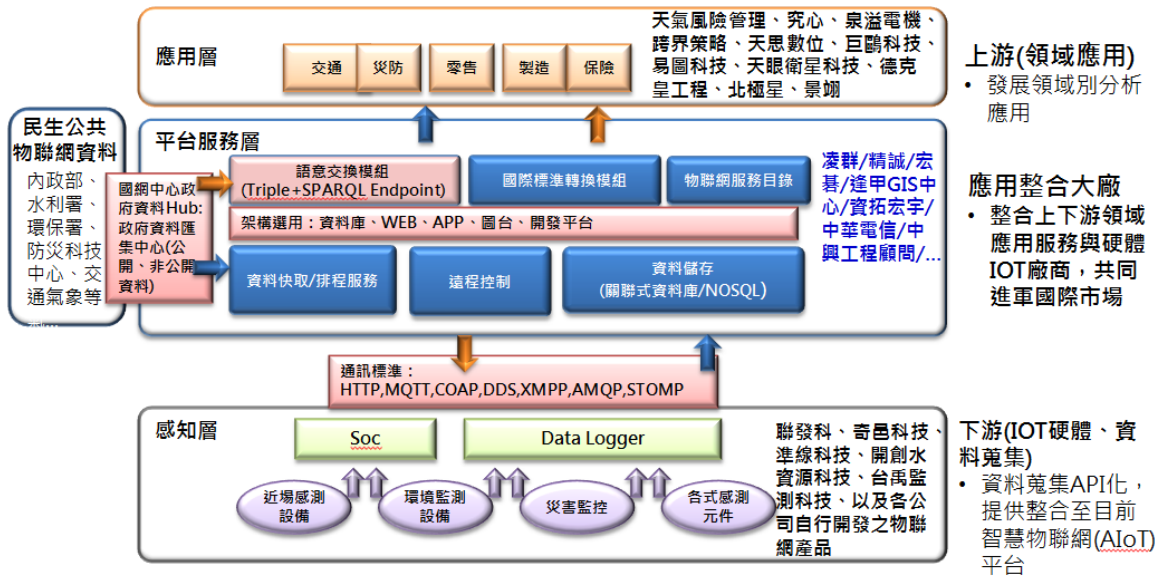 應用層
交通
災防
零售
製造
保險
天氣風險管理、究心、泉溢電機、
跨界策略、天思數位、巨鷗科技、
易圖科技、天眼衛星科技、德克
皇工程、北極星、景翊
上游(領域應用)
• 發展領域別分析
應用
民生公共
物聯網資料
內政部、
水利署、
環保署、
防災科技
中心、交
通氣象等
國網中心政
府資料Hub:
政府資料匯
集中心(公
開、非公開
資料)
平台服務層
語意交換模組
(Triple+SPARQL Endpoint)
國際標準轉換模組
物聯網服務目錄
架構選用：資料庫、WEB、APP、圖台、開發平台
資料快取/排程服務
遠程控制
資料儲存
(關聯式資料庫/NOSQL)
凌群/精誠/宏
碁/逢甲GIS中
心/資拓宏宇/
中華電信/中
興工程顧問/...
應用整合大廠
• 整合上下游領域
應用服務與硬體
IOT廠商，共同
進軍國際市場
通訊標準：
HTTP,MQTT,COAP,DDS,XMPP,AMQP,STOMP
感知層
Soc
Data Logger
近場感測
設備
環境監測
設備
災害監控
各式感測
元件
聯發科、奇邑科技、
準線科技、開創水
資源科技、台禹監
測科技、以及各公
司自行開發之物聯
網產品
下游(IOT硬體、資
料蒐集)
• 資料蒐集API化，
提供整合至目前
智慧物聯網(AIoT)
平台